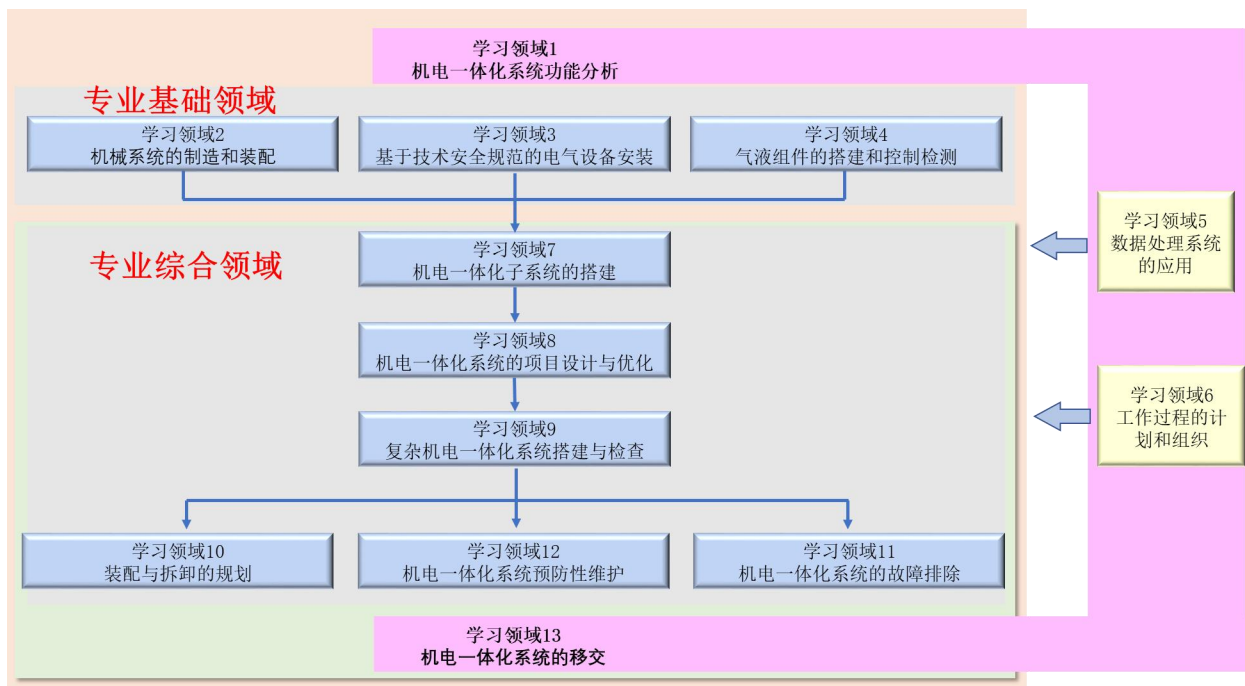 学习领域1
机电一体化系统功能分析
专业基础领域
学习领域2
机械系统的制造和装配
学习领域3
基于技术安全规范的电气设备安装
学习领域4
气液组件的搭建和控制检测
学习领域5
数据处理系统
的应用
专业综合领域
学习领域7
机电一体化子系统的搭建
学习领域8
机电一体化系统的项目设计与优化
学习领域6
工作过程的计
划和组织
学习领域9
复杂机电一体化系统搭建与检查
学习领域10
装配与拆卸的规划
学习领域12
机电一体化系统预防性维护
学习领域11
机电一体化系统的故障排除
学习领域13
机电一体化系统的移交